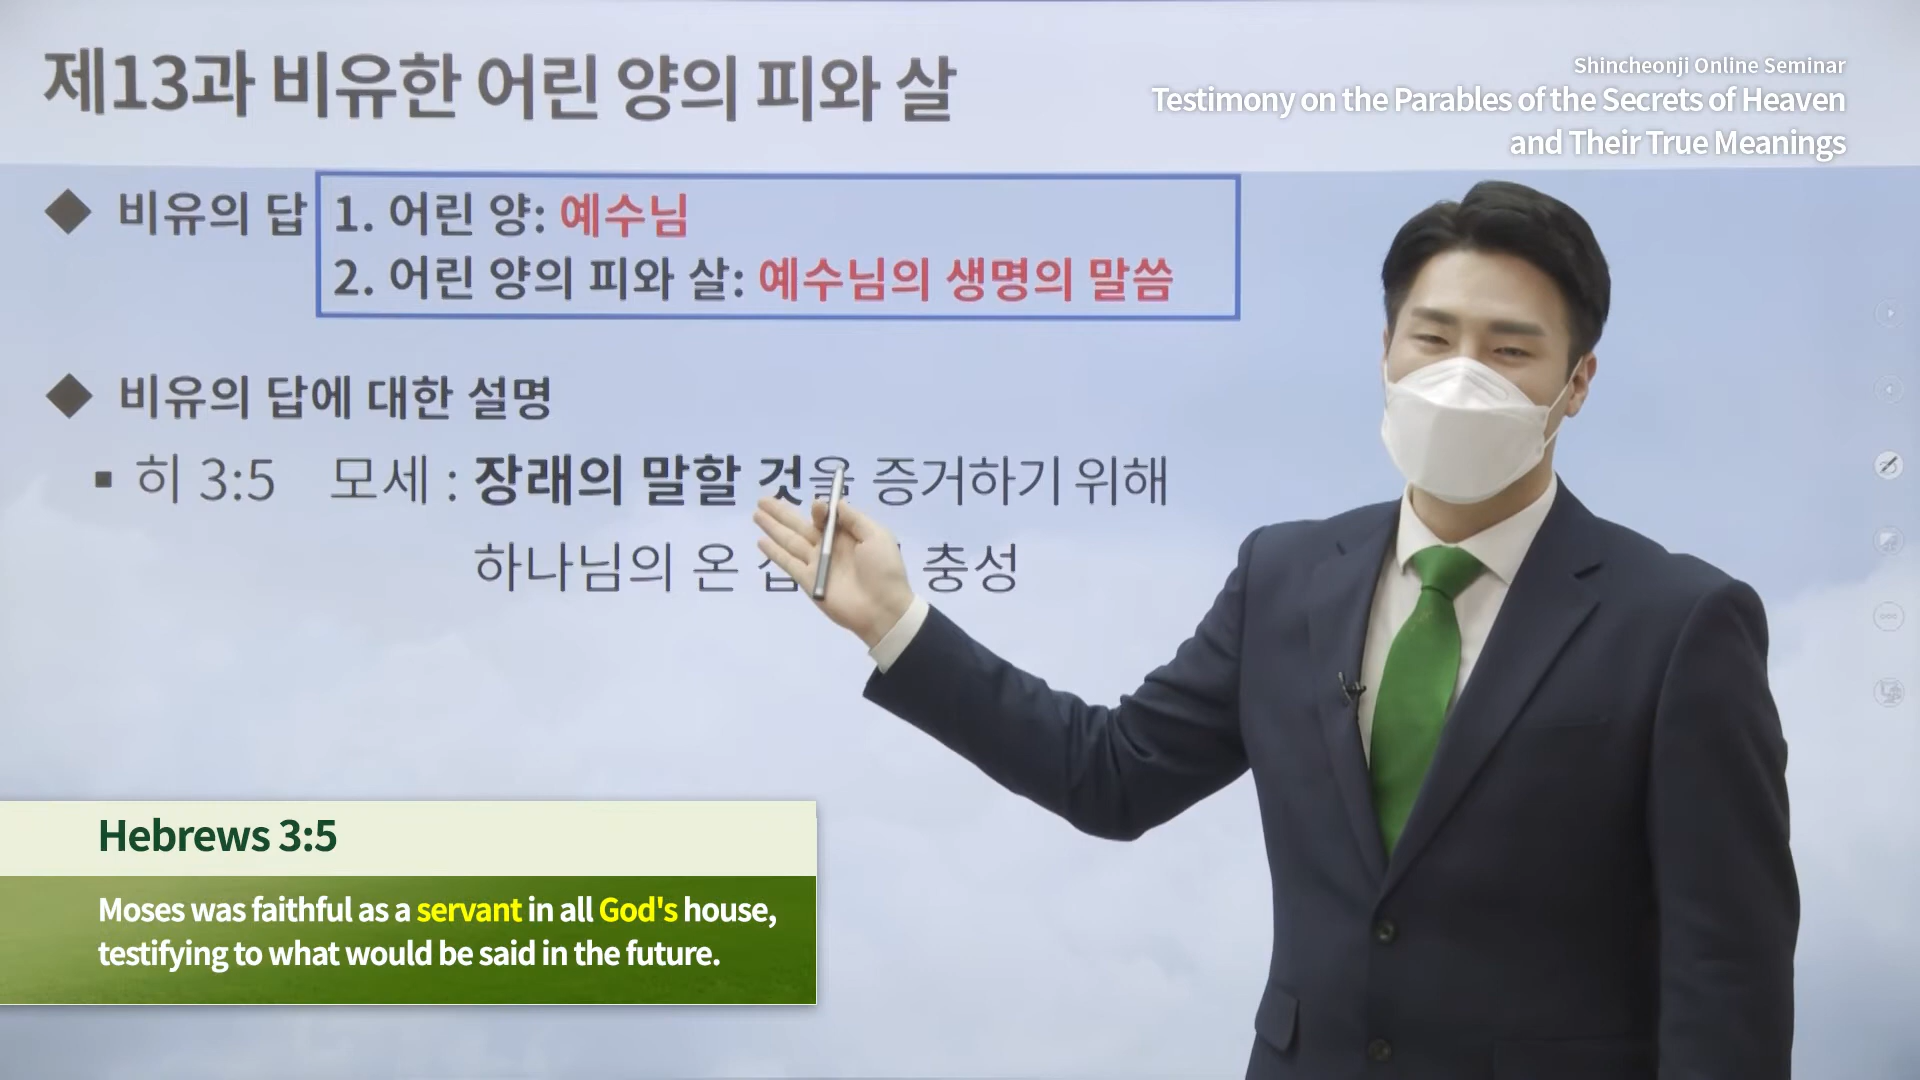 제13과 비유한 어린 양의 피와 살
Shincheonji Online Seminar
Testimony on the Parables of the Secrets of Heaven
and Their True Meanings
◆ 비유의 답
1. 어린 양: 예수님
2. 어린 양의 피와 살: 예수님의 생명의 말씀
◆ 비유의 답에 대한 설명
▪ 히 3:5 모세 : 장래의 말할 것을 증거하기 위해
하나님의 온 충성
Hebrews 3:5
Moses was faithful as a servant in all God's house,
testifying to what would be said in the future.